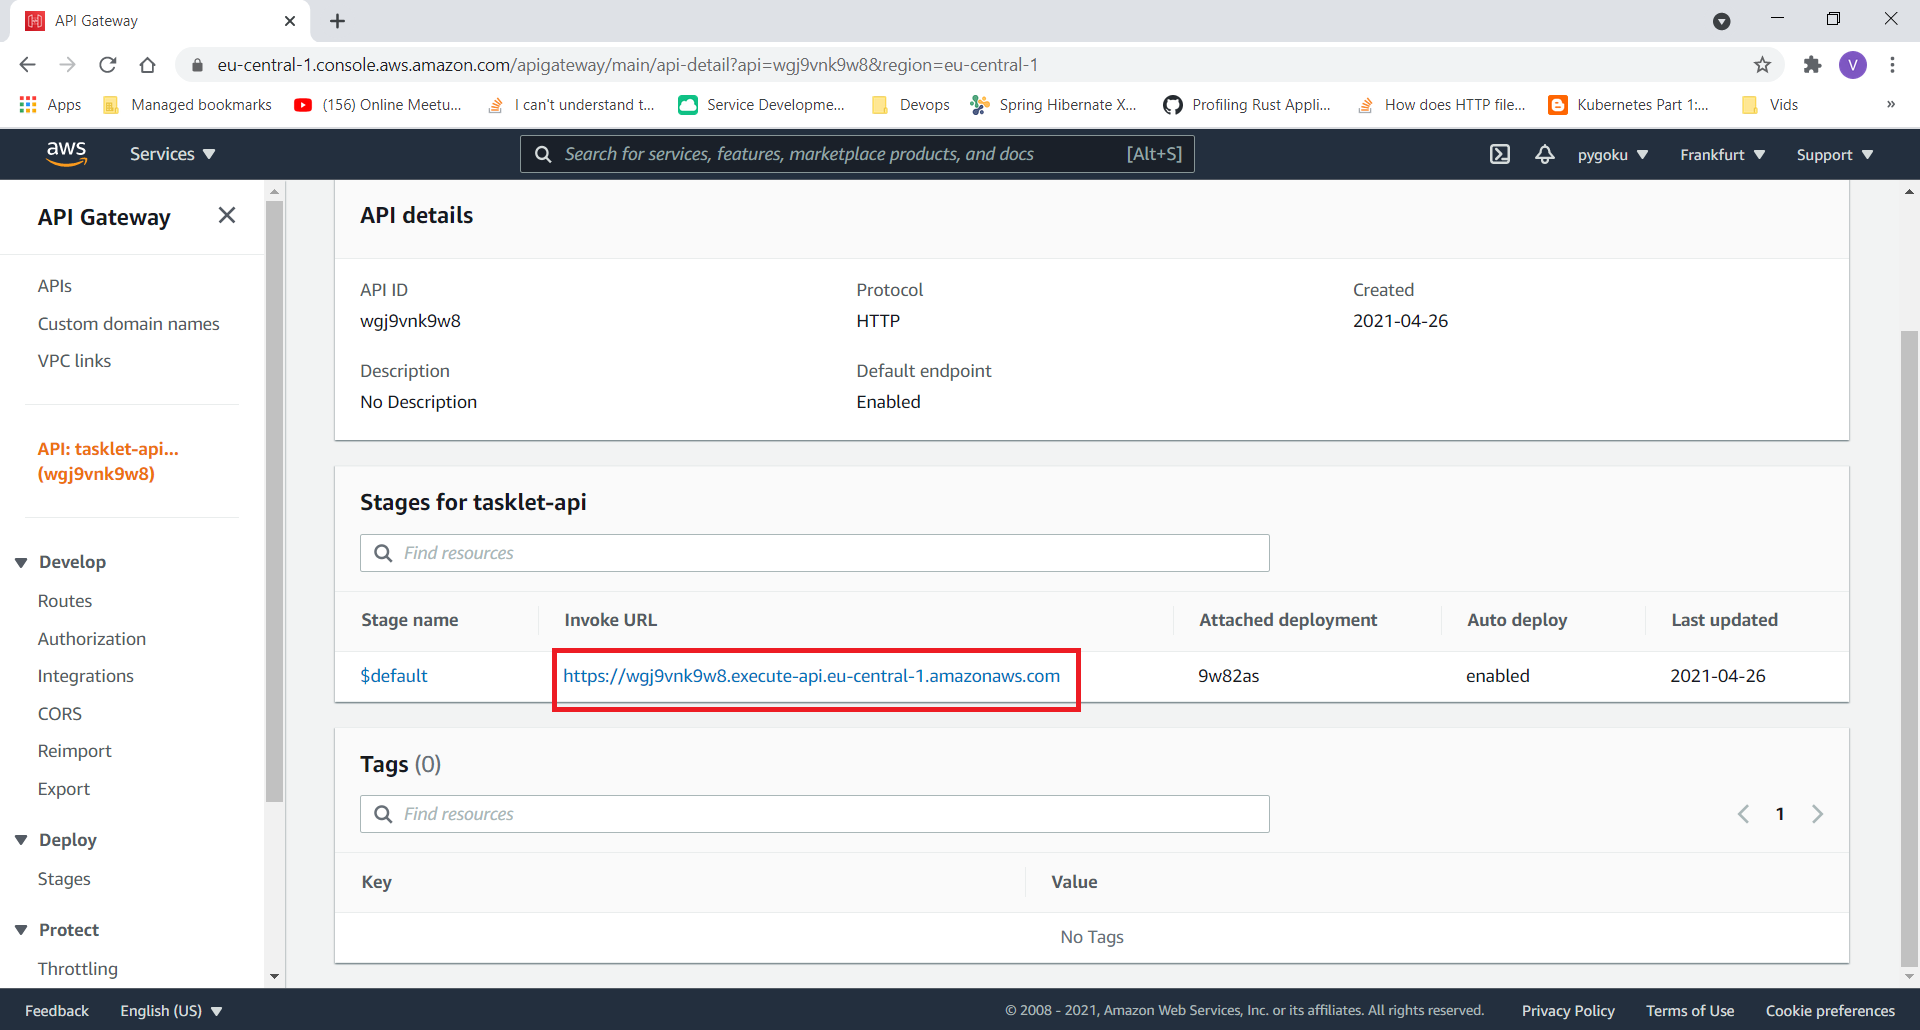 API Gateway
eu-central-1.console.aws.amazon.com/apigateway/main/api-detail?api=wgj9vnk9w8&region=eu-central-1
V
Apps Managed bookmarks (156) Online Meetu... I can't understand t... Service Developme... Devops Spring Hibernate X... Profiling Rust Appli... How does HTTP file... Kubernetes Part 1:... Vids »
aws Services Search for services, features, marketplace products, and docs [Alt+S] pygoku Frankfurt Support
API Gateway
APIs
Custom domain names
VPC links
API: tasklet-api...
(wgj9vnk9w8)
Develop
Routes
Authorization
Integrations
CORS
Reimport
Export
Deploy
Stages
Protect
Throttling
API details
API ID Protocol Created
wgj9vnk9w8 HTTP 2021-04-26
Description Default endpoint
No Description Enabled
Stages for tasklet-api
Find resources
Stage name Invoke URL Attached deployment Auto deploy Last updated
$default https://wgj9vnk9w8.execute-api.eu-central-1.amazonaws.com 9w82as enabled 2021-04-26
Tags (0)
Find resources 1
Key Value
No Tags
Feedback English (US) © 2008 - 2021, Amazon Web Services, Inc. or its affiliates. All rights reserved. Privacy Policy Terms of Use Cookie preferences